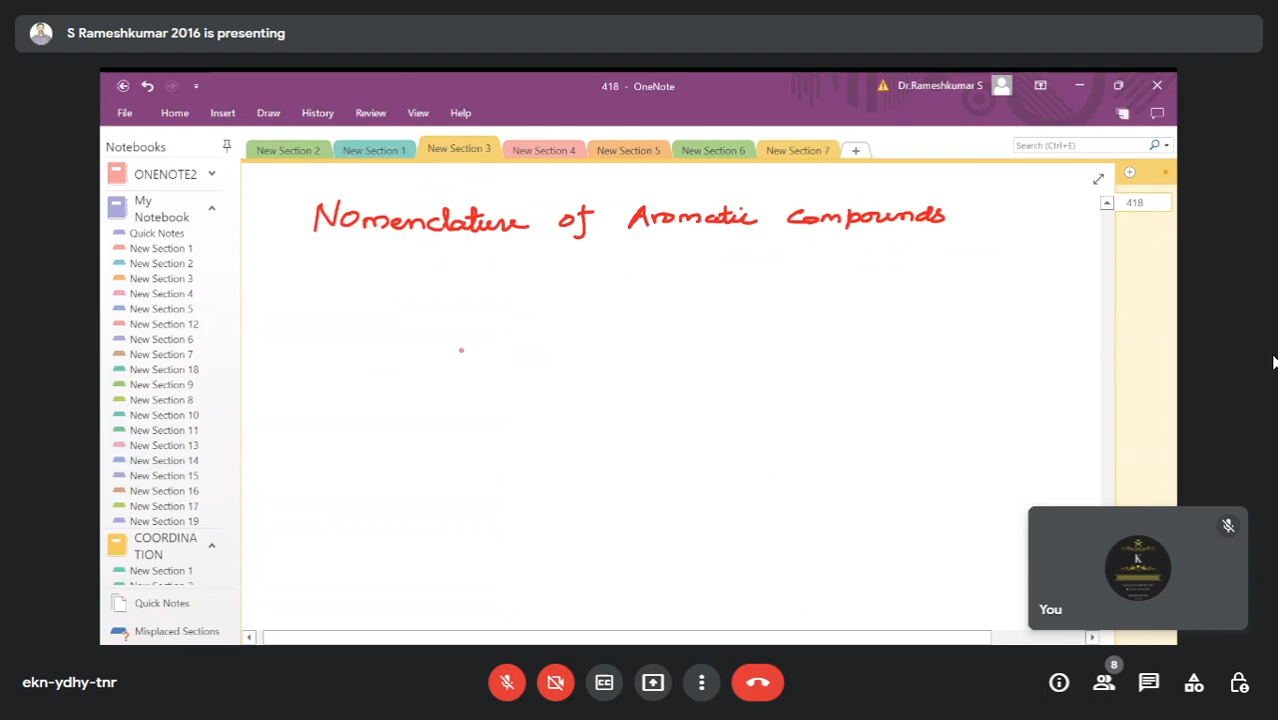 S Rameshkumar 2016 is presenting
418 - OneNote
Dr.Rameshkumar S
File Home Insert Draw History Review View Help
Notebooks
New Section 2 New Section 1 New Section 3 New Section 4 New Section 5 New Section 6 New Section 7 +
Search (Ctrl+E)
ONENOTE2
My
Notebook
Quick Notes
New Section 1
New Section 2
New Section 3
New Section 4
New Section 5
New Section 12
New Section 6
New Section 7
New Section 18
New Section 9
New Section 8
New Section 10
New Section 11
New Section 13
New Section 14
New Section 15
New Section 16
New Section 17
New Section 19
COORDINA
TION
New Section 1
Quick Notes
Misplaced Sections
Nomenclature of Aromatic compounds
418
K
You
ekn-ydhy-tnr
CC
8